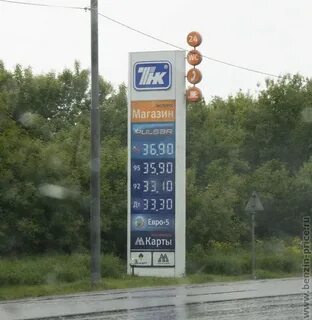 24
ТНК
экспресс
Магазин
PULSAR
36,90
95 35,90
92 33,10
Дт 33,30
Евро-5
Карты
www.benzin-price.ru